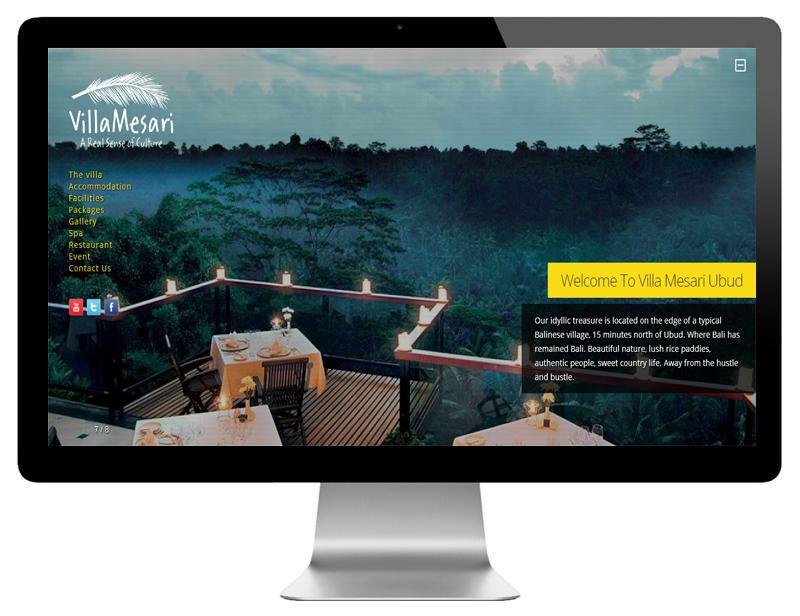 VillaMesari
A Real Sense of Culture
The villa
Accommodation
Facilities
Packages
Gallery
Spa
Restaurant
Event
Contact Us
Welcome To Villa Mesari Ubud
Our idyllic treasure is located on the edge of a typical
Balinese village, 15 minutes north of Ubud. Where Bali has
remained Bali. Beautiful nature, lush rice paddies,
authentic people, sweet country life. Away from the hustle
and bustle.
7 / 8